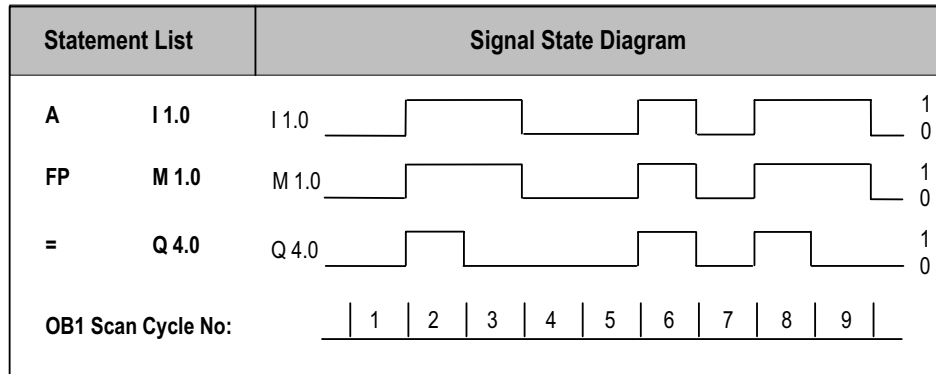 Statement List Signal State Diagram
A I 1.0 I 1.0 1
0
FP M 1.0 M 1.0 1
0
= Q 4.0 Q 4.0 1
0
OB1 Scan Cycle No: 1 2 3 4 5 6 7 8 9